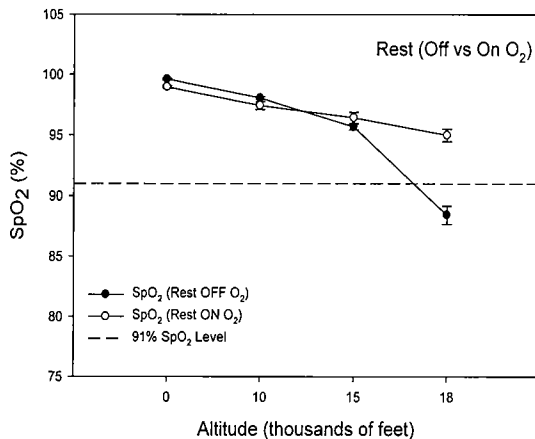 Rest (Off vs On O₂)
105
100
95
90
85
80
75
SpO₂ (%)
SpO₂ (Rest OFF O₂)
SpO₂ (Rest ON O₂)
91% SpO₂ Level
0 10 15 18
Altitude (thousands of feet)